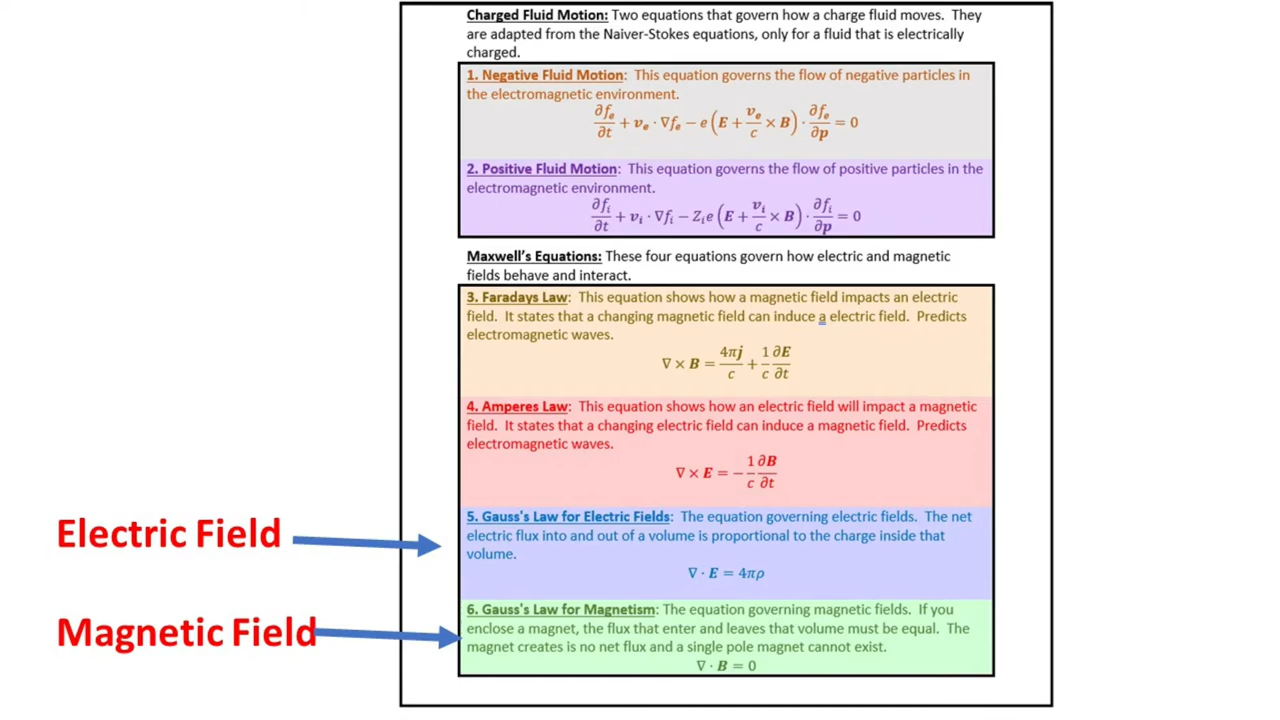 Charged Fluid Motion: Two equations that govern how a charge fluid moves. They
are adapted from the Naiver-Stokes equations, only for a fluid that is electrically
charged.
1. Negative Fluid Motion: This equation governs the flow of negative particles in
the electromagnetic environment.
∂fₑ/∂t + vₑ · ∇fₑ − e (E + vₑ/c × B) · ∂fₑ/∂p = 0
2. Positive Fluid Motion: This equation governs the flow of positive particles in the
electromagnetic environment.
∂fᵢ/∂t + vᵢ · ∇fᵢ − Zᵢe (E + vᵢ/c × B) · ∂fᵢ/∂p = 0
Maxwell's Equations: These four equations govern how electric and magnetic
fields behave and interact.
3. Faradays Law: This equation shows how a magnetic field impacts an electric
field. It states that a changing magnetic field can induce a electric field. Predicts
electromagnetic waves.
∇ × B = 4πj/c + 1/c ∂E/∂t
4. Amperes Law: This equation shows how an electric field will impact a magnetic
field. It states that a changing electric field can induce a magnetic field. Predicts
electromagnetic waves.
∇ × E = − 1/c ∂B/∂t
5. Gauss's Law for Electric Fields: The equation governing electric fields. The net
electric flux into and out of a volume is proportional to the charge inside that
volume.
∇ · E = 4πρ
6. Gauss's Law for Magnetism: The equation governing magnetic fields. If you
enclose a magnet, the flux that enter and leaves that volume must be equal. The
magnet creates is no net flux and a single pole magnet cannot exist.
∇ · B = 0
Electric Field
Magnetic Field